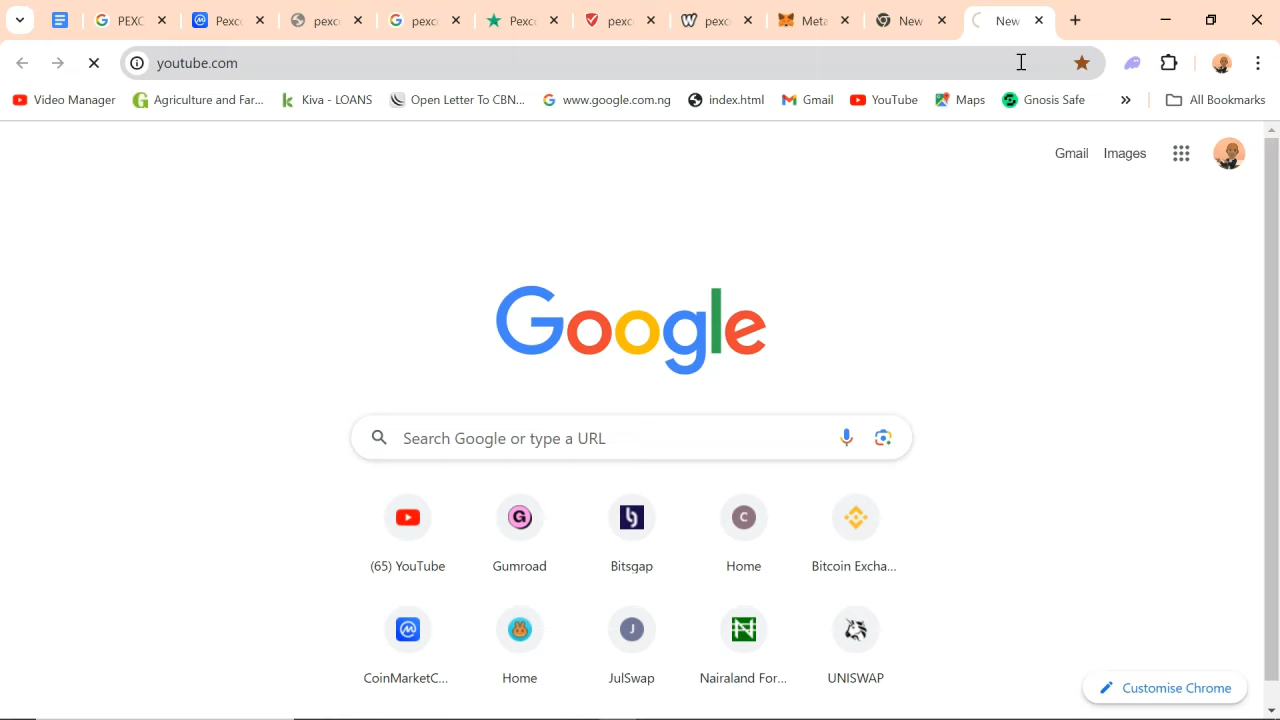 PEXC
Pexc
pexc
pexc
Pexc
pexc
pexc
Meta
New
New
youtube.com
Video Manager
Agriculture and Far...
Kiva - LOANS
Open Letter To CBN...
www.google.com.ng
index.html
Gmail
YouTube
Maps
Gnosis Safe
»
All Bookmarks
Gmail Images
Google
Search Google or type a URL
(65) YouTube
Gumroad
Bitsgap
C
Home
Bitcoin Excha...
CoinMarketC...
Home
J
JulSwap
Nairaland For...
UNISWAP
Customise Chrome